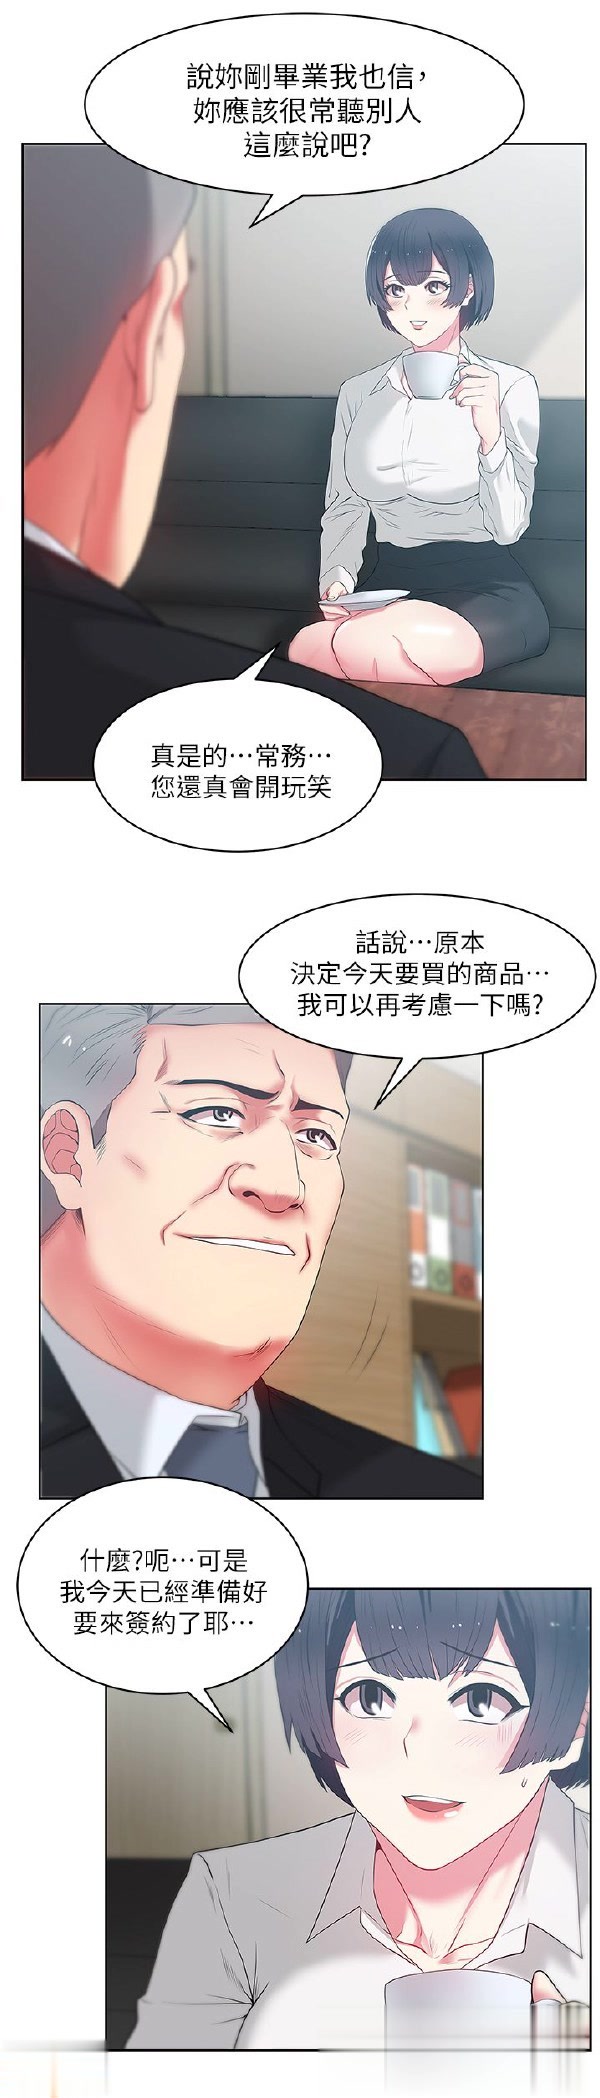 說妳剛畢業我也信，
妳應該很常聽別人
這麼說吧?
真是的…常務…
您還真會開玩笑
話說…原本
決定今天要買的商品…
我可以再考慮一下嗎?
什麼?呃…可是
我今天已經準備好
要來簽約了耶…